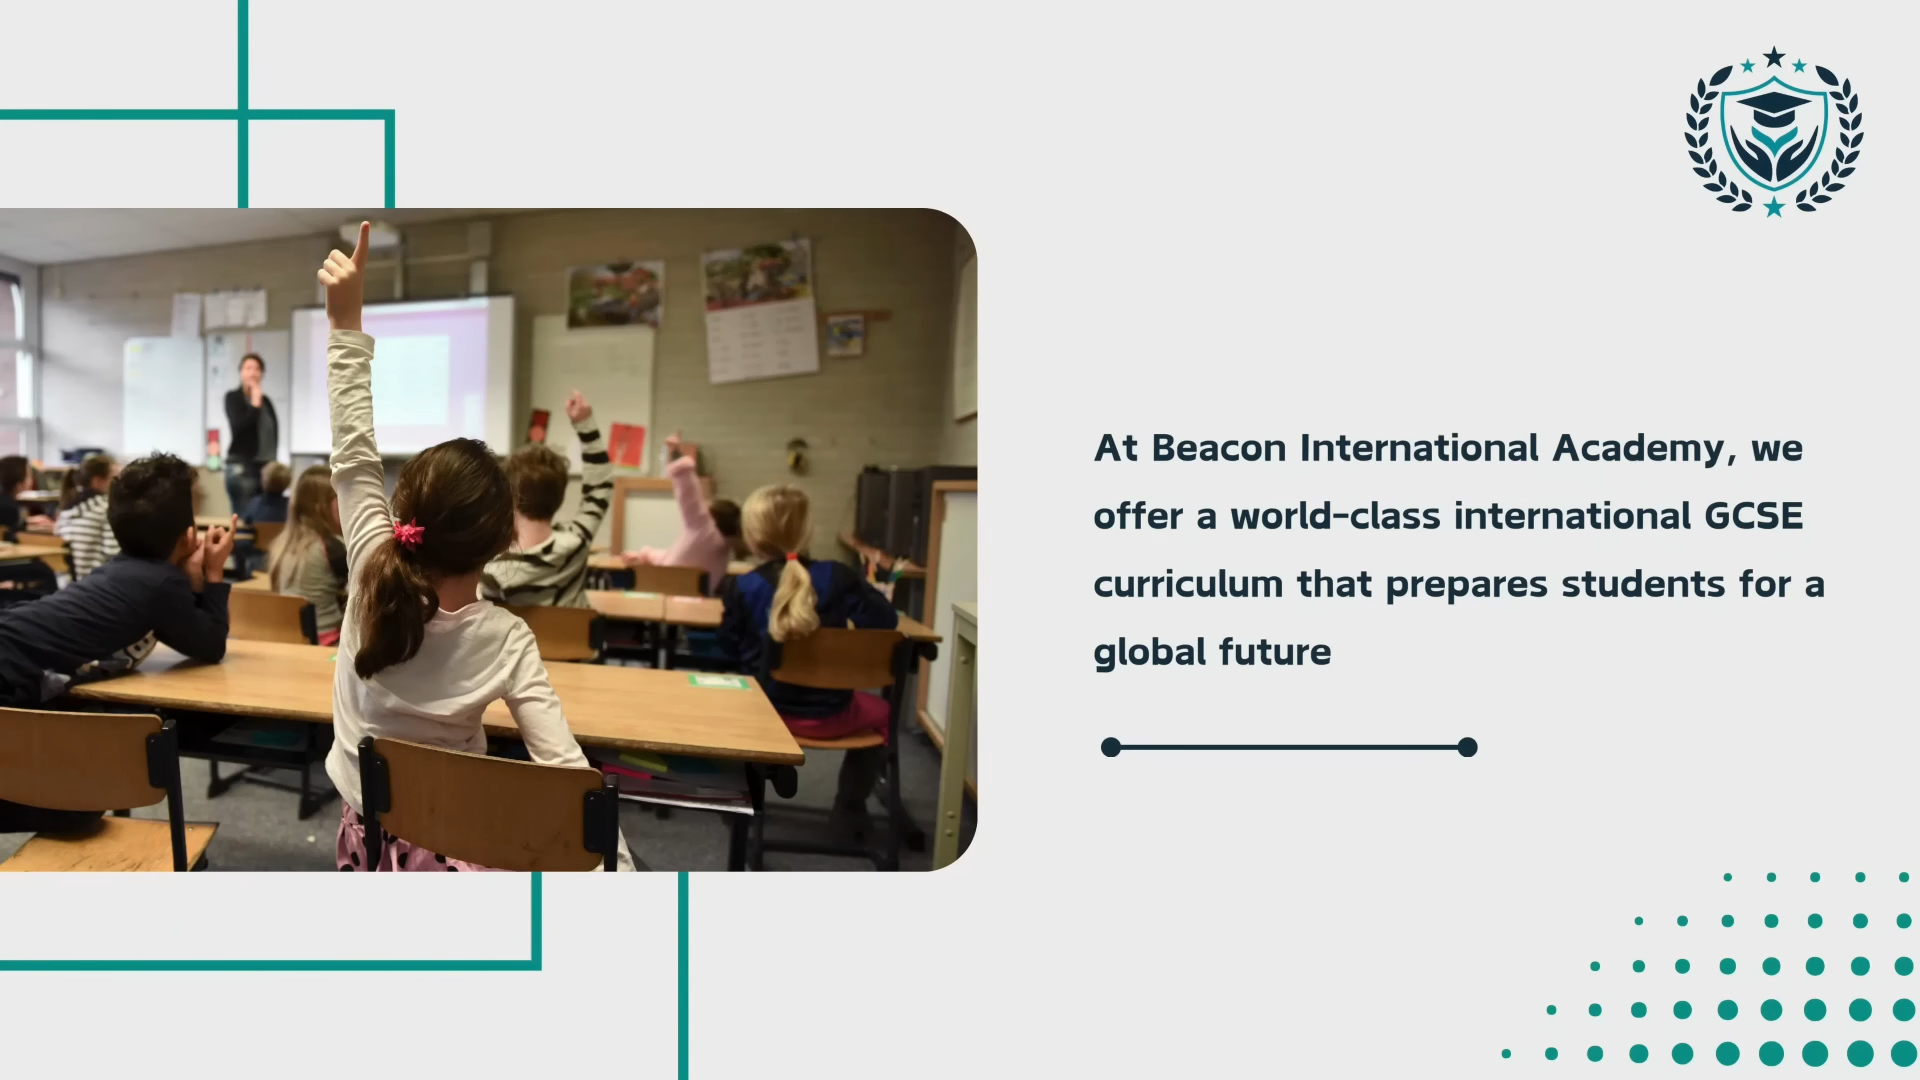 At Beacon International Academy, we
offer a world-class international GCSE
curriculum that prepares students for a
global future